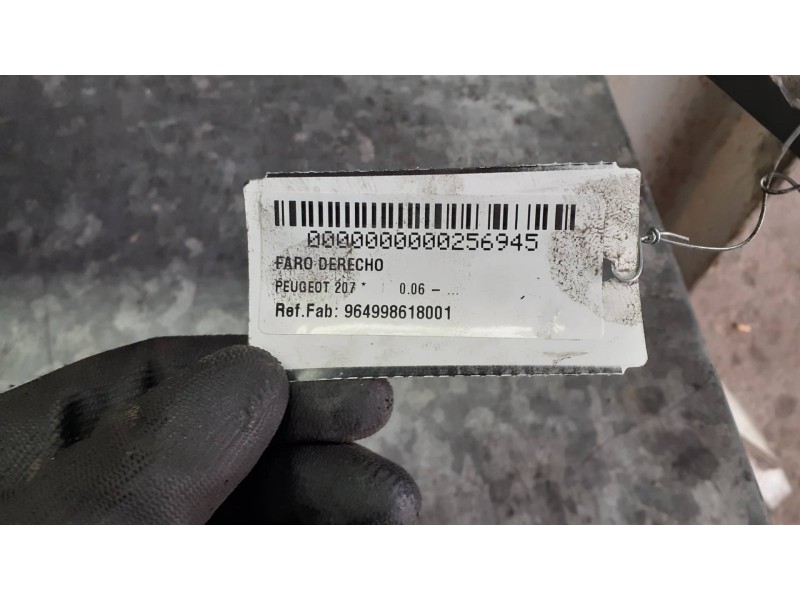 0000000000256945
FARO DERECHO
PEUGEOT 207 * 0.06 – ...
Ref.Fab: 964998618001